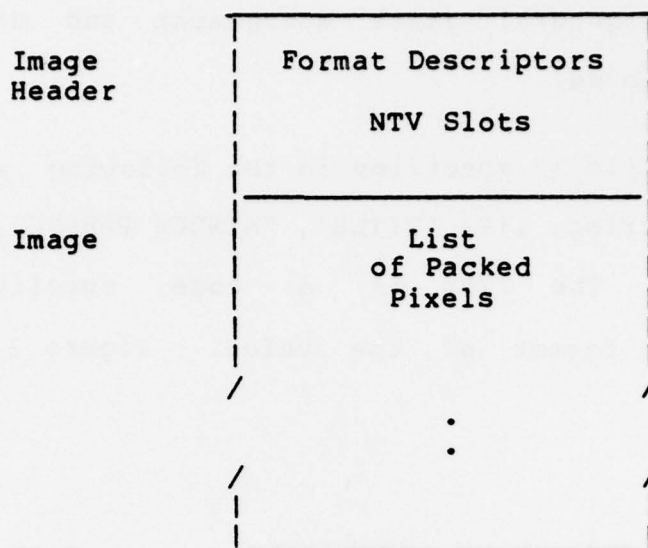 Image Format Descriptors
Header
NTV Slots
Image List
of Packed
Pixels